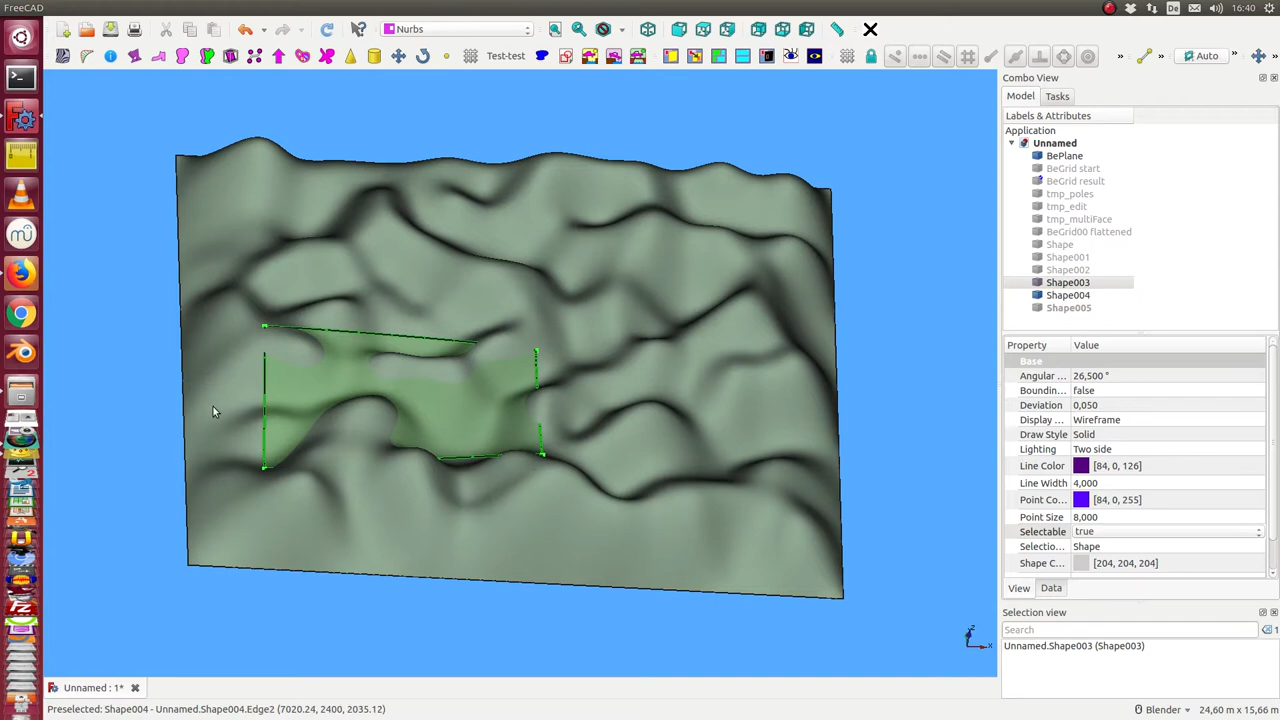 FreeCAD
16:40
Nurbs
Test-test
Auto
Combo View
Model
Tasks
Labels & Attributes
Application
Unnamed
BePlane
BeGrid start
BeGrid result
tmp_poles
tmp_edit
tmp_multiFace
BeGrid00 flattened
Shape
Shape001
Shape002
Shape003
Shape004
Shape005
Property Value
Base
Angular ... 26,500 °
Boundin... false
Deviation 0,050
Display ... Wireframe
Draw Style Solid
Lighting Two side
Line Color [84, 0, 126]
Line Width 4,000
Point Co... [84, 0, 255]
Point Size 8,000
Selectable true
Selectio... Shape
Shape C... [204, 204, 204]
View Data
Selection view
Search
1
Unnamed.Shape003 (Shape003)
z
x
Unnamed : 1*
Preselected: Shape004 - Unnamed.Shape004.Edge2 (7020.24, 2400, 2035.12)
Blender
24,60 m x 15,66 m